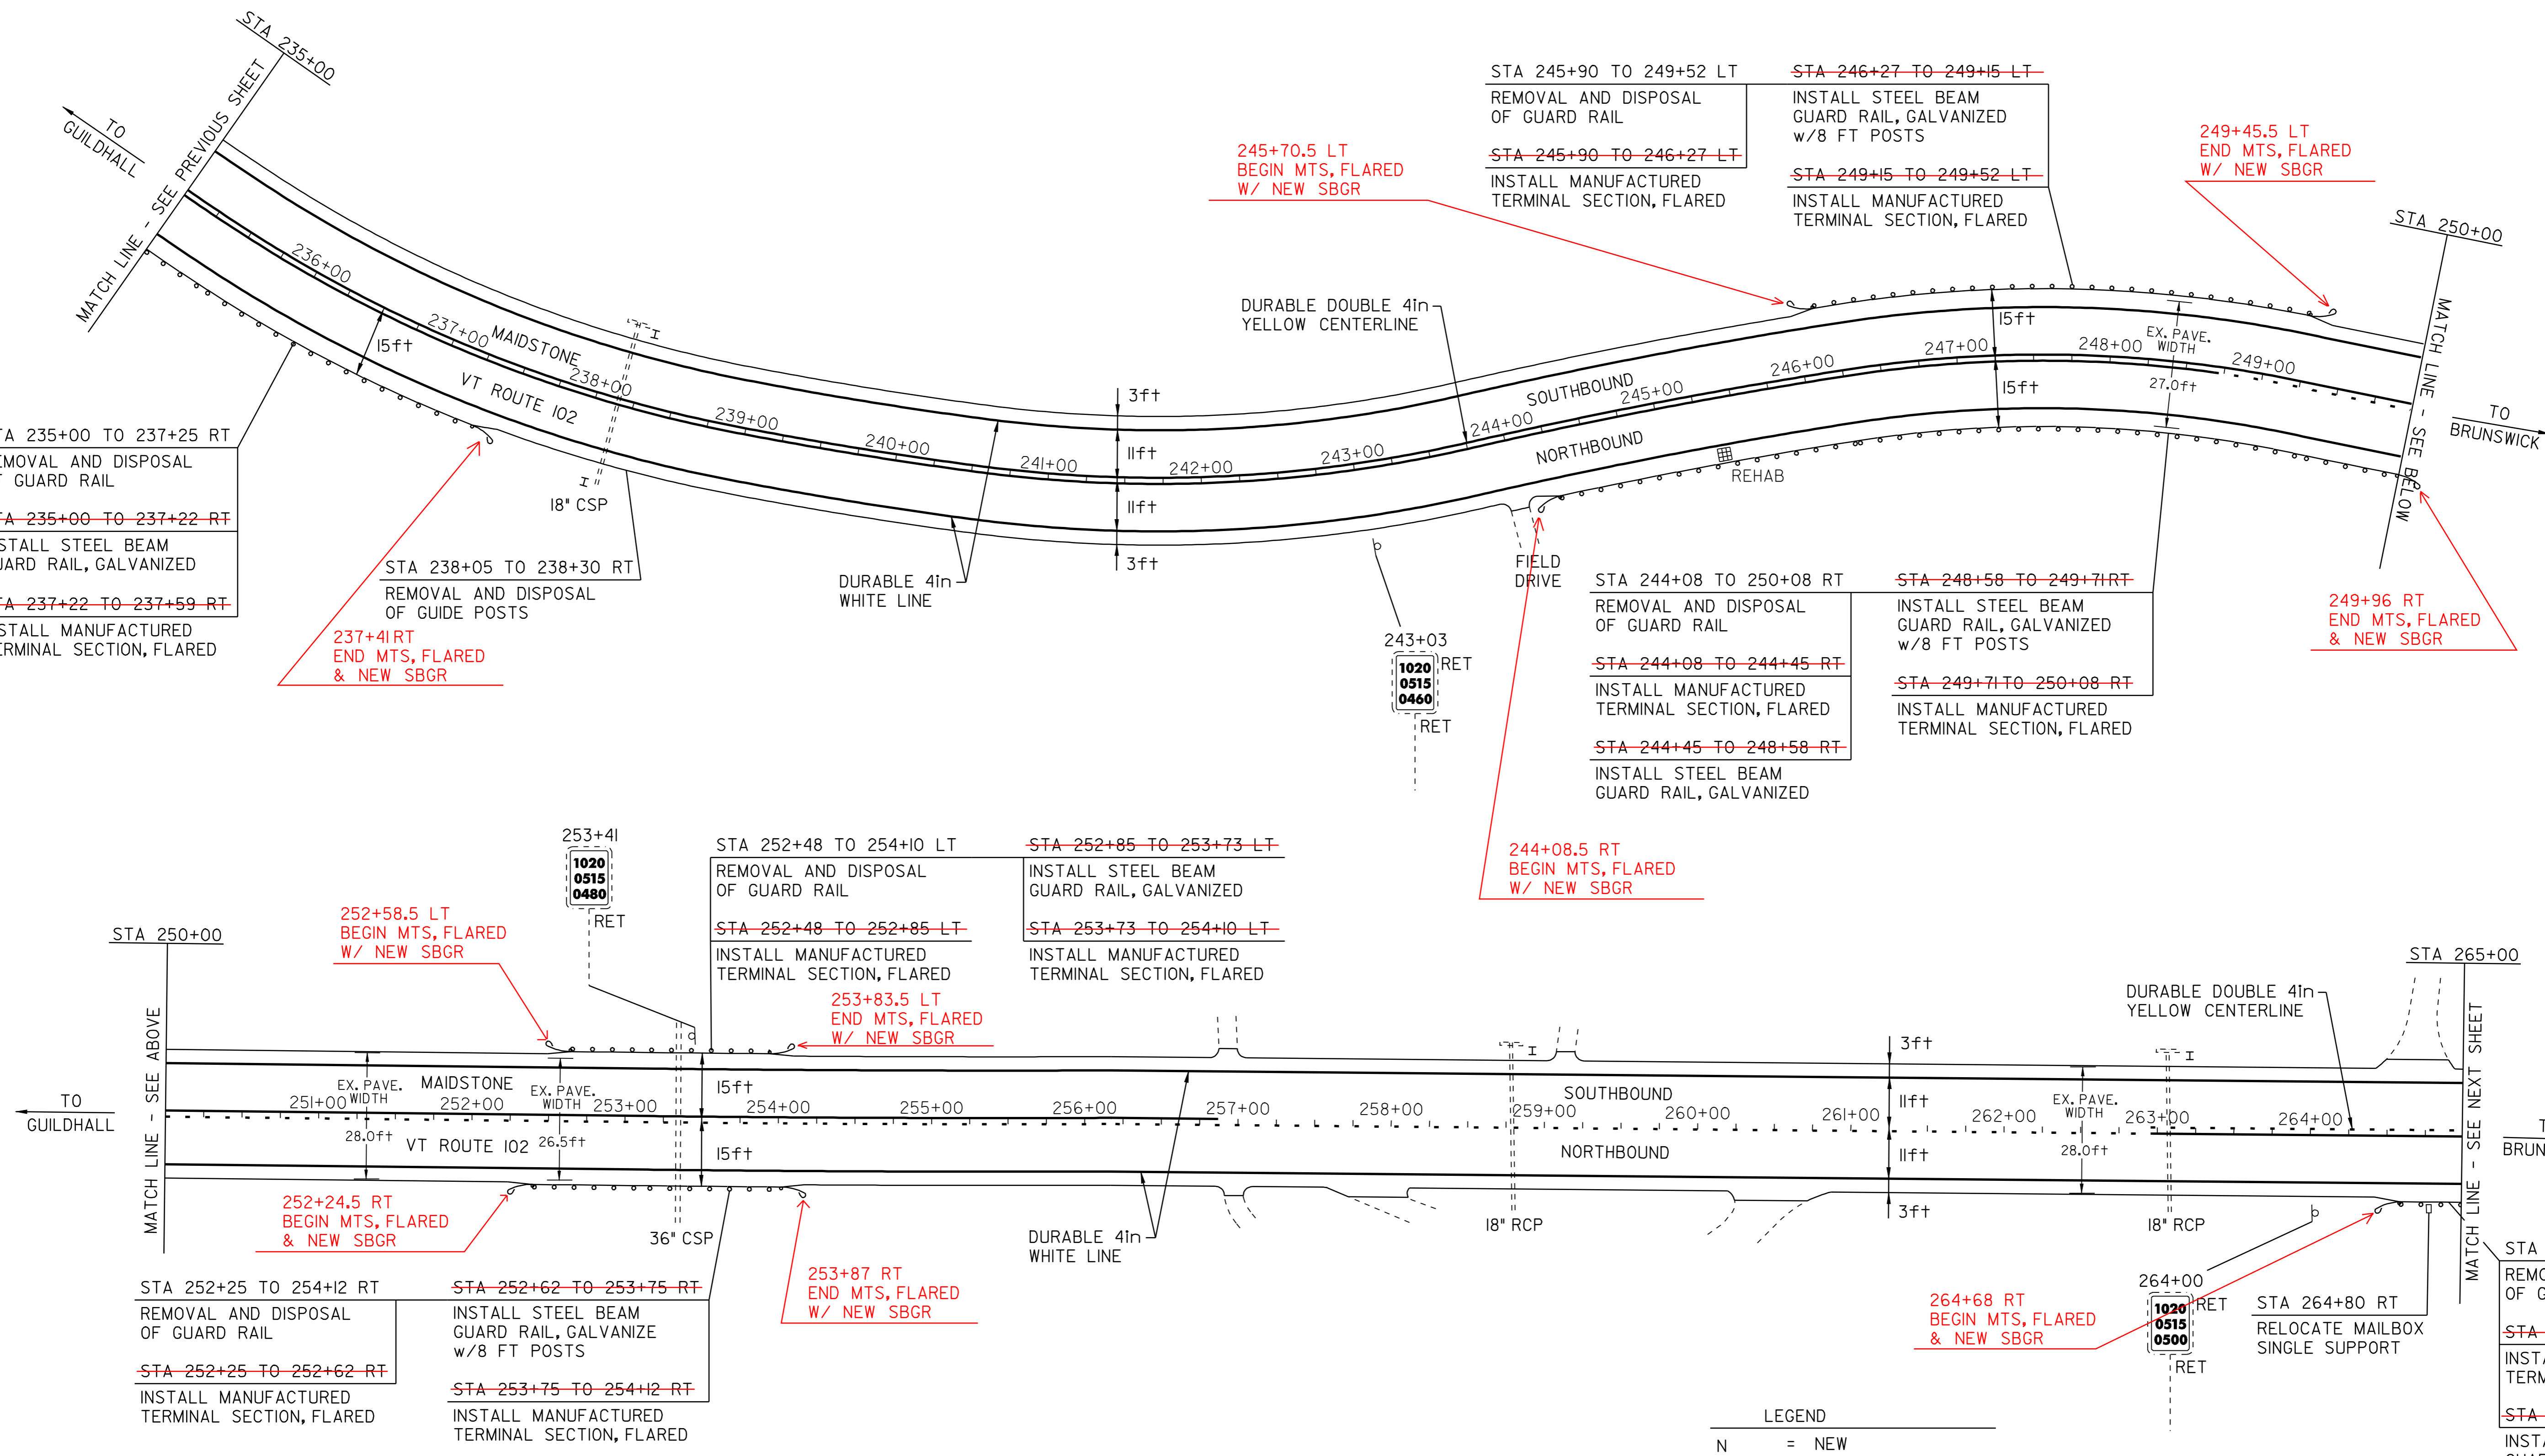 STA 235+00
MATCH LINE - SEE PREVIOUS SHEET
TO
GUILDHALL
236+00
237+00
238+00
239+00
240+00
241+00
242+00
243+00
244+00
245+00
246+00
247+00
248+00
249+00
MAIDSTONE
VT ROUTE 102
15ft
18" CSP
3ft
11ft
11ft
3ft
SOUTHBOUND
NORTHBOUND
DURABLE DOUBLE 4in
YELLOW CENTERLINE
DURABLE 4in
WHITE LINE
245+70.5 LT
BEGIN MTS, FLARED
W/ NEW SBGR
STA 245+90 TO 249+52 LT
REMOVAL AND DISPOSAL
OF GUARD RAIL
STA 245+90 TO 246+27 LT
INSTALL MANUFACTURED
TERMINAL SECTION, FLARED
STA 246+27 TO 249+15 LT
INSTALL STEEL BEAM
GUARD RAIL, GALVANIZED
w/8 FT POSTS
STA 249+15 TO 249+52 LT
INSTALL MANUFACTURED
TERMINAL SECTION, FLARED
249+45.5 LT
END MTS, FLARED
W/ NEW SBGR
STA 250+00
MATCH LINE - SEE BELOW
TO
BRUNSWICK
15ft
15ft
EX. PAVE.
WIDTH
27.0ft
REHAB
FIELD
DRIVE
TA 235+00 TO 237+25 RT
EMOVAL AND DISPOSAL
GUARD RAIL
TA 235+00 TO 237+22 RT
STALL STEEL BEAM
UARD RAIL, GALVANIZED
TA 237+22 TO 237+59 RT
STALL MANUFACTURED
ERMINAL SECTION, FLARED
STA 238+05 TO 238+30 RT
REMOVAL AND DISPOSAL
OF GUIDE POSTS
237+41 RT
END MTS, FLARED
& NEW SBGR
243+03
1020
0515
0460
RET
RET
STA 244+08 TO 250+08 RT
REMOVAL AND DISPOSAL
OF GUARD RAIL
STA 244+08 TO 244+45 RT
INSTALL MANUFACTURED
TERMINAL SECTION, FLARED
STA 244+45 TO 248+58 RT
INSTALL STEEL BEAM
GUARD RAIL, GALVANIZED
STA 248+58 TO 249+71 RT
INSTALL STEEL BEAM
GUARD RAIL, GALVANIZED
w/8 FT POSTS
STA 249+71 TO 250+08 RT
INSTALL MANUFACTURED
TERMINAL SECTION, FLARED
249+96 RT
END MTS, FLARED
& NEW SBGR
244+08.5 RT
BEGIN MTS, FLARED
W/ NEW SBGR
253+41
1020
0515
0480
RET
STA 252+48 TO 254+10 LT
REMOVAL AND DISPOSAL
OF GUARD RAIL
STA 252+48 TO 252+85 LT
INSTALL MANUFACTURED
TERMINAL SECTION, FLARED
STA 252+85 TO 253+73 LT
INSTALL STEEL BEAM
GUARD RAIL, GALVANIZED
STA 253+73 TO 254+10 LT
INSTALL MANUFACTURED
TERMINAL SECTION, FLARED
252+58.5 LT
BEGIN MTS, FLARED
W/ NEW SBGR
253+83.5 LT
END MTS, FLARED
W/ NEW SBGR
STA 250+00
MATCH LINE - SEE ABOVE
TO
GUILDHALL
EX. PAVE.
WIDTH
28.0ft
MAIDSTONE
VT ROUTE 102
EX. PAVE.
WIDTH
26.5ft
15ft
15ft
251+00
252+00
253+00
254+00
255+00
256+00
257+00
258+00
259+00
260+00
261+00
262+00
263+00
264+00
SOUTHBOUND
NORTHBOUND
3ft
11ft
11ft
3ft
EX. PAVE.
WIDTH
28.0ft
DURABLE DOUBLE 4in
YELLOW CENTERLINE
STA 265+00
MATCH LINE - SEE NEXT SHEET
BRUN
36" CSP
18" RCP
18" RCP
DURABLE 4in
WHITE LINE
252+24.5 RT
BEGIN MTS, FLARED
& NEW SBGR
253+87 RT
END MTS, FLARED
W/ NEW SBGR
STA 252+25 TO 254+12 RT
REMOVAL AND DISPOSAL
OF GUARD RAIL
STA 252+25 TO 252+62 RT
INSTALL MANUFACTURED
TERMINAL SECTION, FLARED
STA 252+62 TO 253+75 RT
INSTALL STEEL BEAM
GUARD RAIL, GALVANIZE
w/8 FT POSTS
STA 253+75 TO 254+12 RT
INSTALL MANUFACTURED
TERMINAL SECTION, FLARED
264+68 RT
BEGIN MTS, FLARED
& NEW SBGR
264+00
1020
0515
0500
RET
RET
STA 264+80 RT
RELOCATE MAILBOX
SINGLE SUPPORT
STA
REMO
OF G
STA
INSTA
TERM
STA
INSTA
LEGEND
N = NEW